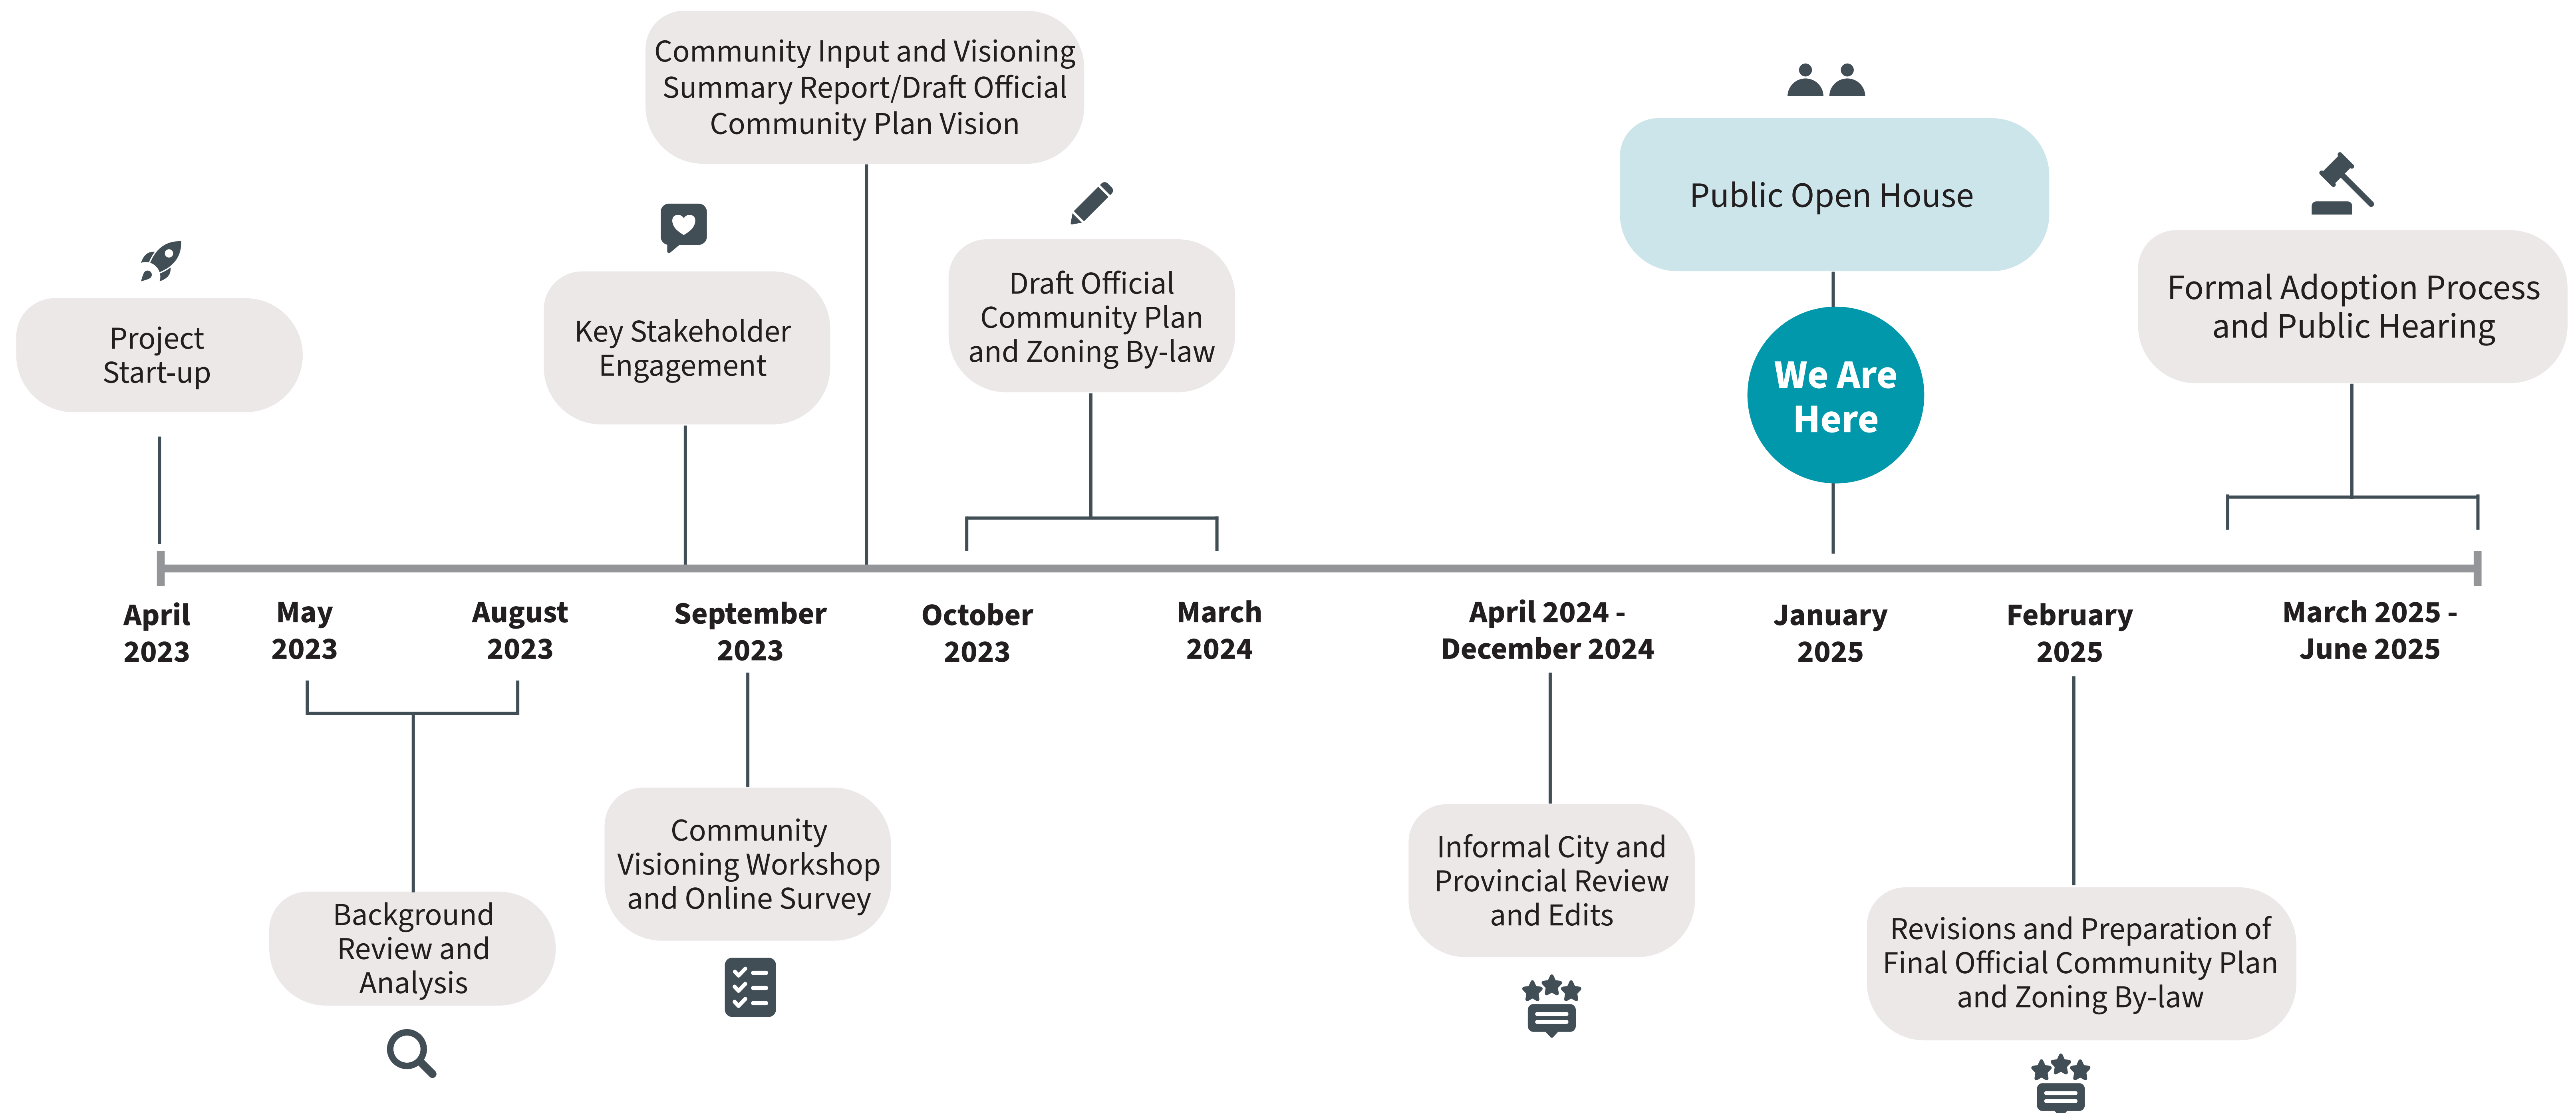 Community Input and Visioning
Summary Report/Draft Official
Community Plan Vision
Public Open House
Project
Start-up
Key Stakeholder
Engagement
Draft Official
Community Plan
and Zoning By-law
We Are
Here
Formal Adoption Process
and Public Hearing
April
2023
May
2023
August
2023
September
2023
October
2023
March
2024
April 2024 -
December 2024
January
2025
February
2025
March 2025 -
June 2025
Background
Review and
Analysis
Community
Visioning Workshop
and Online Survey
Informal City and
Provincial Review
and Edits
Revisions and Preparation of
Final Official Community Plan
and Zoning By-law